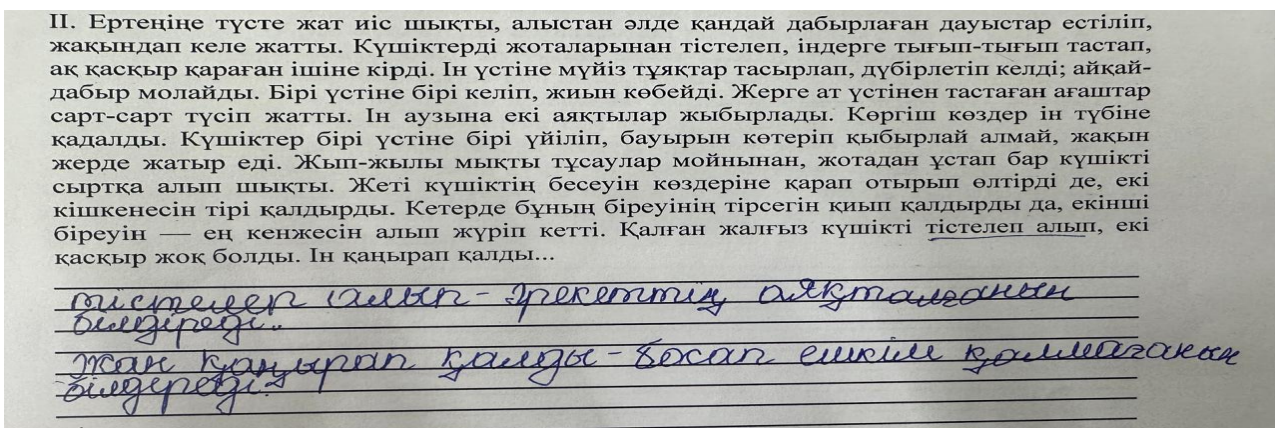 II. Ертеңіңе түсте жат иіс шықты, алыстан әлде қандай дабырлаған дауыстар естіліп,
жақындап келе жатты. Күшіктерді жоталарынан тістелеп, індерге тығып-тығып тастап,
ақ қасқыр қараған ішіне кірді. Ін үстіне мүйіз тұяқтар тасырлап, дүбірлетіп келді; айқай-
дабыр молайды. Бірі үстіне бірі келіп, жиын көбейді. Жерге ат үстінен тастаған ағаштар
сарт-сарт түсіп жатты. Ін аузына екі аяқтылар жыбырлады. Көргіш көздер ін түбіне
қадалды. Күшіктер бірі үстіне бірі үйіліп, бауырын көтеріп қыбырлай алмай, жақын
жерде жатыр еді. Жып-жылы мықты тұсаулар мойнынан, жотадан ұстап бар күшікті
сыртқа алып шықты. Жеті күшіктің бесеуін көздеріне қарап отырып өлтірді де, екі
кішкенесін тірі қалдырды. Кетерде бұның біреуінің тірсегін қиып қалдырды да, екінші
біреуін — ең кенжесін алып жүріп кетті. Қалған жалғыз күшікті тістелеп алып, екі
қасқыр жоқ болды. Ін қаңырап қалды...
тістелеп алып - әрекеттің аяқталғанын
білдіреді..
Жан қаңырап қалды - босап ешкім қалмағанын
білдіреді.